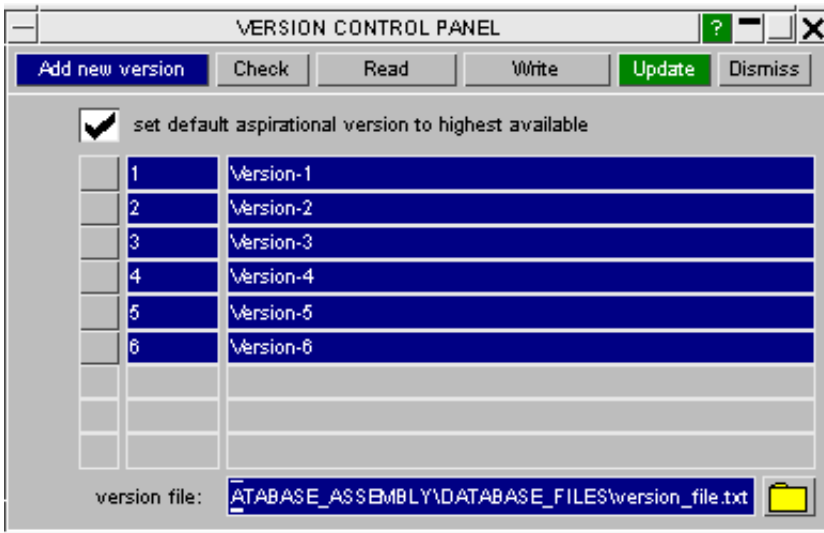 VERSION CONTROL PANEL ?
Add new version Check Read Write Update Dismiss
set default aspirational version to highest available
1 Version-1
2 Version-2
3 Version-3
4 Version-4
5 Version-5
6 Version-6
version file: ATABASE_ASSEMBLY\DATABASE_FILES\version_file.txt